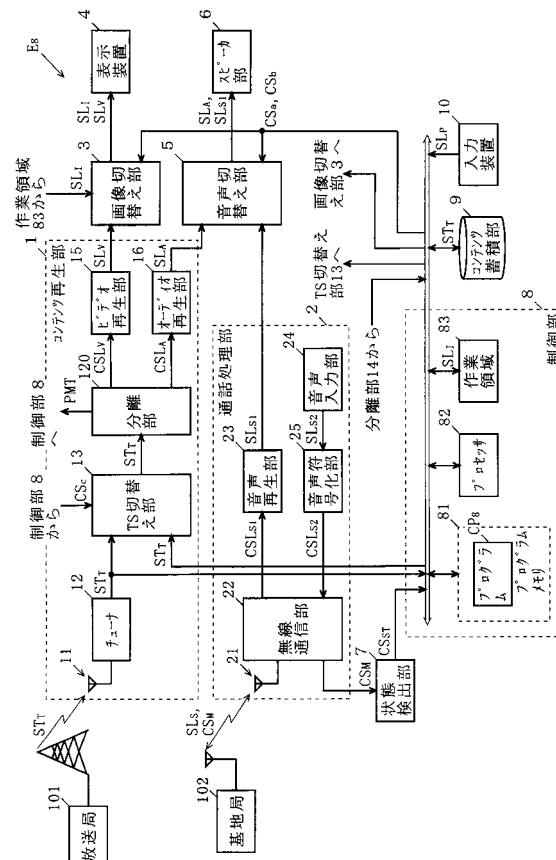 E8
101
放送局
STT
11
12
チューナ
STT
STT
1
コンテンツ再生部
制御部8
から
CSC
13
TS切替え部
STT
制御部8
へ
PMT
120
分離部
CSLV
CSLA
15
ビデオ
再生部
16
オーディオ
再生部
SLV
SLA
作業領域
83から
SLI
3
画像切
替え部
SLI
SLV
4
表示装置
5
音声切
替え部
SLA,
SLS1
6
スピーカ
部
CSa, CSb
102
基地局
SLS,
CSM
21
2
通話処理部
22
無線
通信部
CSLS1
CSLS2
23
音声
再生部
SLS1
24
音声
入力部
SLS2
25
音声符
号化部
CSM
7
状態
検出部
CSST
分離部14から
TS切替え
部13へ
画像切替
え部3へ
8
制御部
81
CP8
プログラ
ム
プログラム
メモリ
82
プロセッサ
83
作業
領域
SLI
9
コンテンツ
蓄積部
STT
10
入力装置
SLP